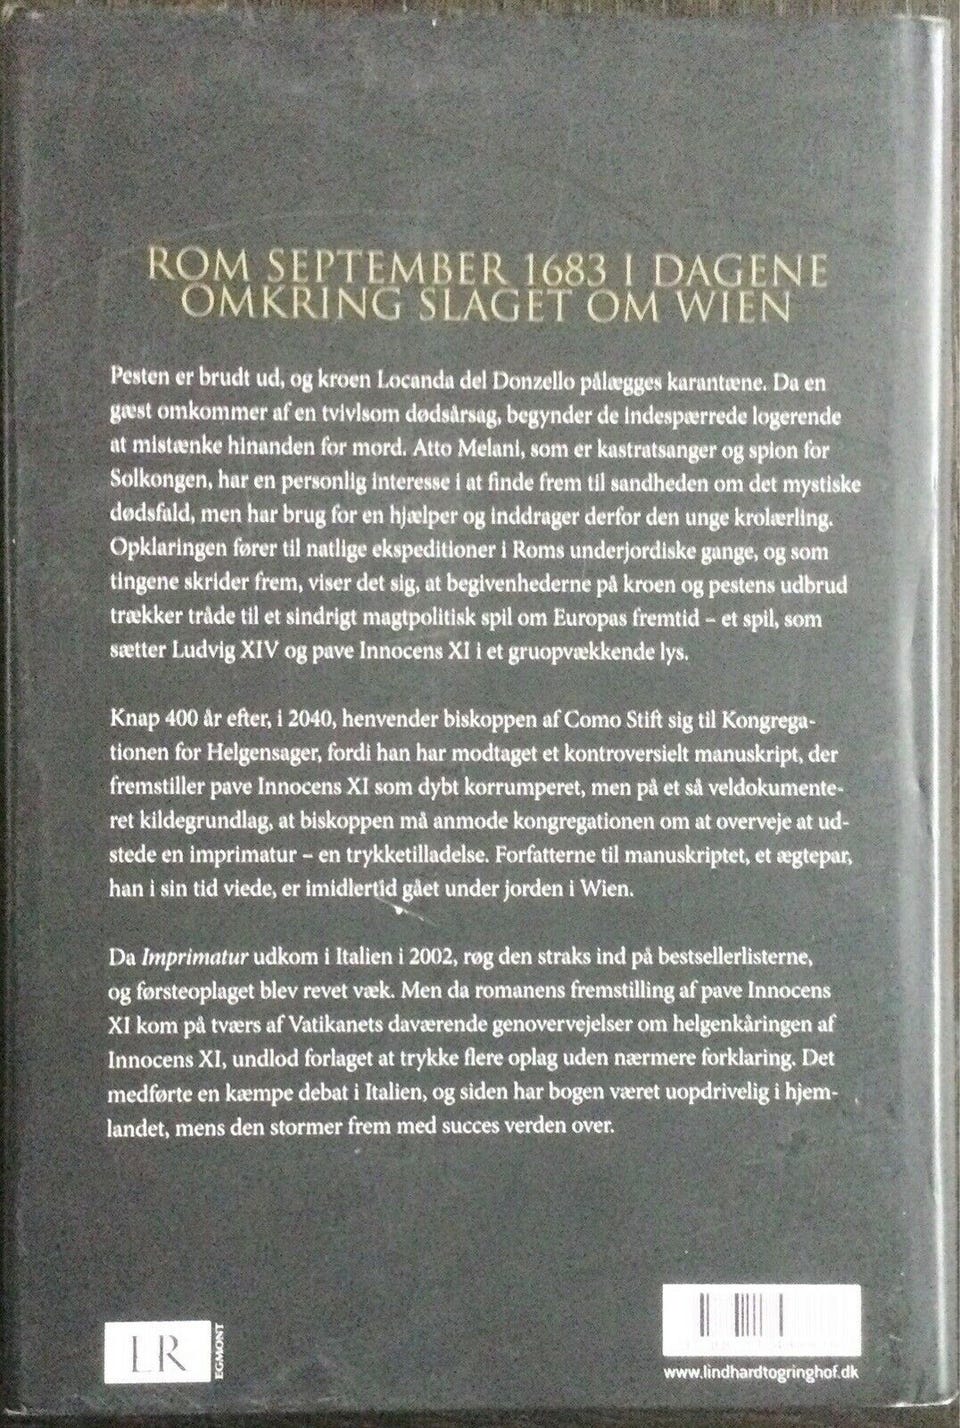 ROM SEPTEMBER 1683 I DAGENE
OMKRING SLAGET OM WIEN
Pesten er brudt ud, og kroen Locanda del Donzello pålægges karantæne. Da en
gæst omkommer af en tvivlsom dødsårsag, begynder de indespærrede logerende
at mistænke hinanden for mord. Atto Melani, som er kastratsanger og spion for
Solkongen, har en personlig interesse i at finde frem til sandheden om det mystiske
dødsfald, men har brug for en hjælper og inddrager derfor den unge krolærling.
Opklaringen fører til natlige ekspeditioner i Roms underjordiske gange, og som
tingene skrider frem, viser det sig, at begivenhederne på kroen og pestens udbrud
trækker tråde til et sindrigt magtpolitisk spil om Europas fremtid – et spil, som
sætter Ludvig XIV og pave Innocens XI i et gruopvækkende lys.
Knap 400 år efter, i 2040, henvender biskoppen af Como Stift sig til Kongrega-
tionen for Helgensager, fordi han har modtaget et kontroversielt manuskript, der
fremstiller pave Innocens XI som dybt korrumperet, men på et så veldokumente-
ret kildegrundlag, at biskoppen må anmode kongregationen om at overveje at ud-
stede en imprimatur – en trykketilladelse. Forfatterne til manuskriptet, et ægtepar,
han i sin tid viede, er imidlertid gået under jorden i Wien.
Da Imprimatur udkom i Italien i 2002, røg den straks ind på bestsellerlisterne,
og førsteoplaget blev revet væk. Men da romanens fremstilling af pave Innocens
XI kom på tværs af Vatikanets daværende genovervejelser om helgenkåringen af
Innocens XI, undlod forlaget at trykke flere oplag uden nærmere forklaring. Det
medførte en kæmpe debat i Italien, og siden har bogen været uopdrivelig i hjem-
landet, mens den stormer frem med succes verden over.
LR
EGMONT
www.lindhardtogringhof.dk